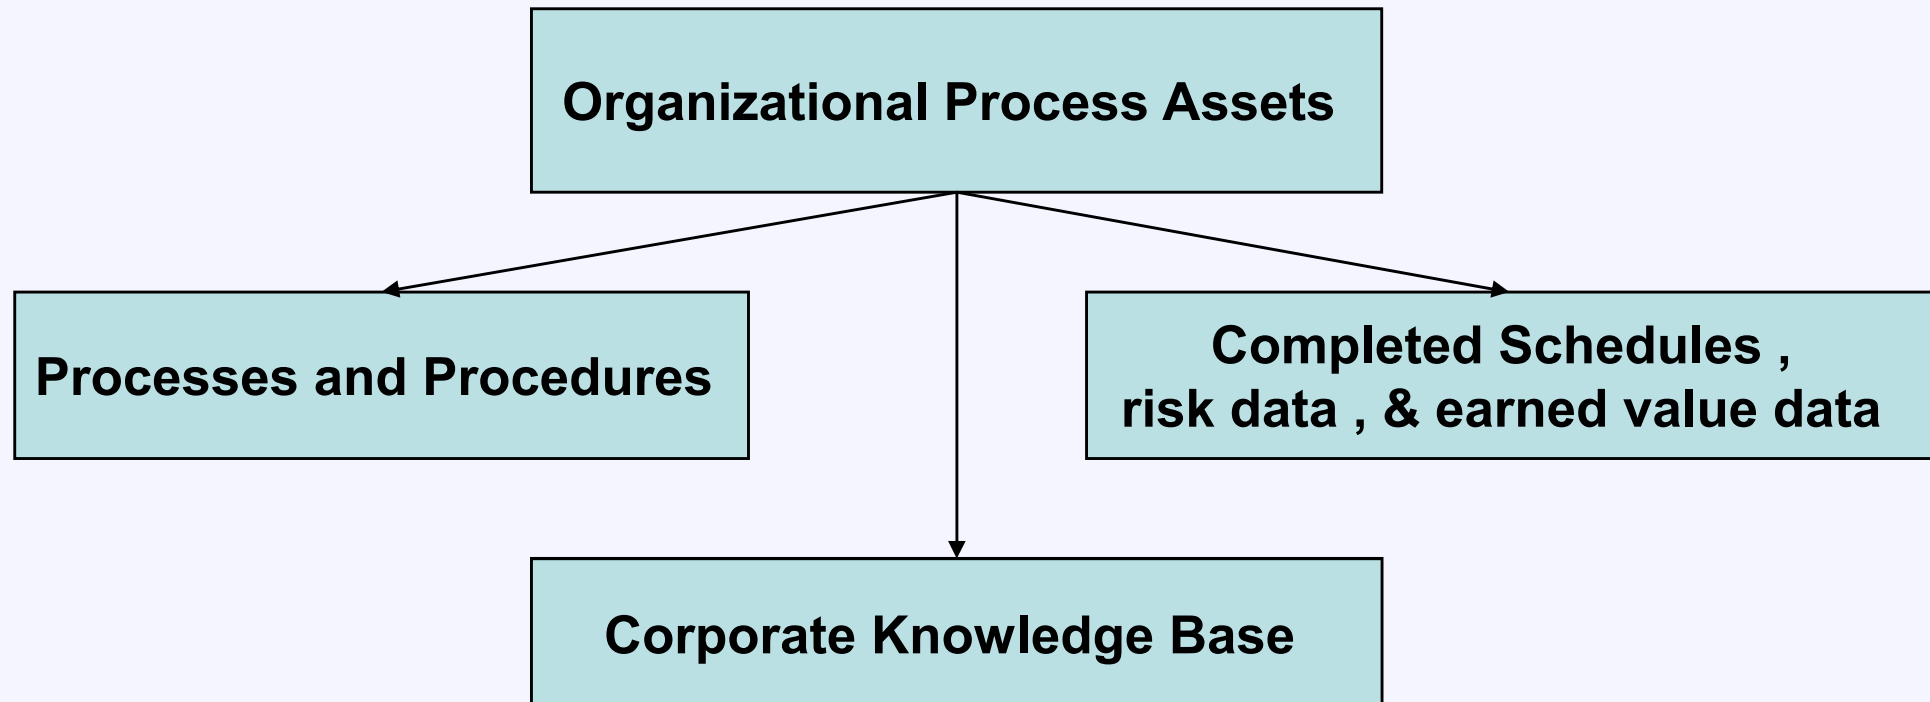 Organizational Process Assets
Processes and Procedures
Completed Schedules ,
risk data , & earned value data
Corporate Knowledge Base